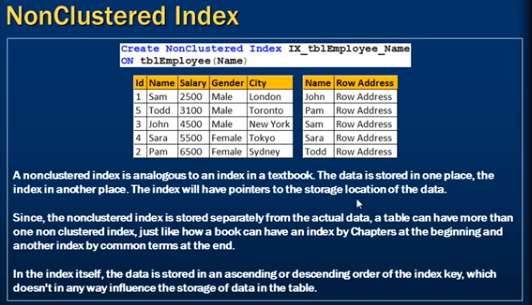 NonClustered Index
Create NonClustered Index IX_tblEmployee_Name
ON tblEmployee(Name)
Id Name Salary Gender City
1 Sam 2500 Male London
5 Todd 3100 Male Toronto
3 John 4500 Male New York
4 Sara 5500 Female Tokyo
2 Pam 6500 Female Sydney
Name Row Address
John Row Address
Pam Row Address
Sam Row Address
Sara Row Address
Todd Row Address
A nonclustered index is analogous to an index in a textbook. The data is stored in one place, the
index in another place. The index will have pointers to the storage location of the data.
Since, the nonclustered index is stored separately from the actual data, a table can have more than
one non clustered index, just like how a book can have an index by Chapters at the beginning and
another index by common terms at the end.
In the index itself, the data is stored in an ascending or descending order of the index key, which
doesn't in any way influence the storage of data in the table.